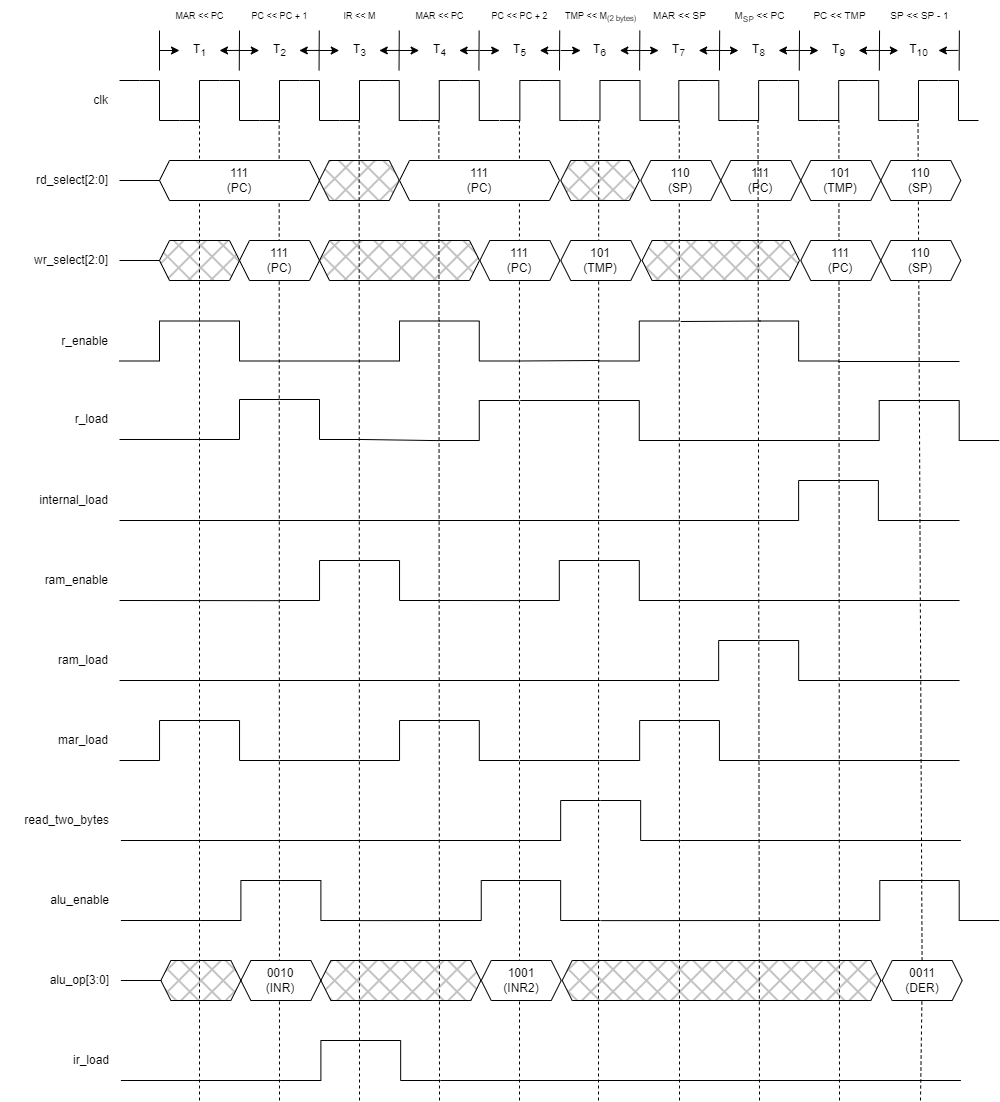 MAR << PC PC << PC + 1 IR << M MAR << PC PC << PC + 2 TMP << M(2 bytes) MAR << SP MSP << PC PC << TMP SP << SP - 1
T1 T2 T3 T4 T5 T6 T7 T8 T9 T10
clk
rd_select[2:0]
111 111 110 111 101 110
(PC) (PC) (SP) (PC) (TMP) (SP)
wr_select[2:0]
111 111 101 111 110
(PC) (PC) (TMP) (PC) (SP)
r_enable
r_load
internal_load
ram_enable
ram_load
mar_load
read_two_bytes
alu_enable
alu_op[3:0]
0010 1001 0011
(INR) (INR2) (DER)
ir_load